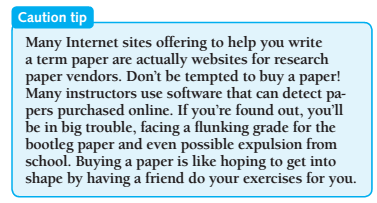 Caution tip
Many Internet sites offering to help you write
a term paper are actually websites for research
paper vendors. Don't be tempted to buy a paper!
Many instructors use software that can detect pa-
pers purchased online. If you're found out, you'll
be in big trouble, facing a flunking grade for the
bootleg paper and even possible expulsion from
school. Buying a paper is like hoping to get into
shape by having a friend do your exercises for you.